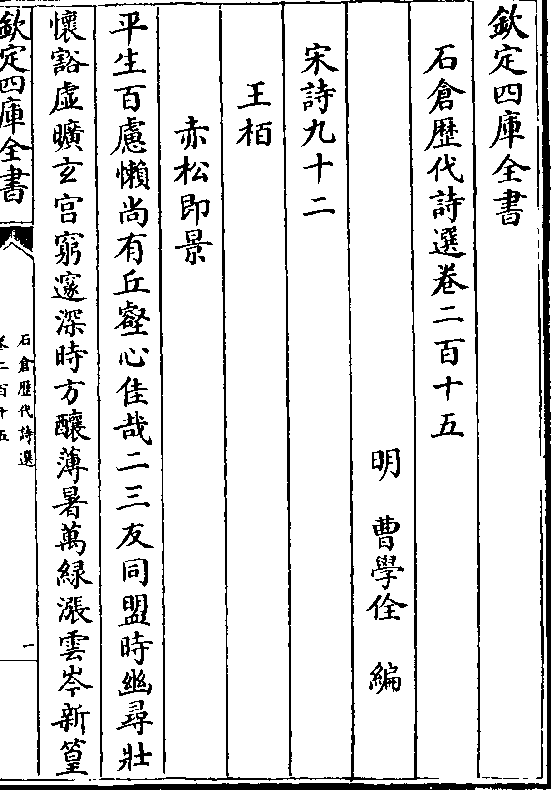 欽定四庫全書
石倉歴代詩選卷二百十五
明　曹學佺　編
宋詩九十二
王柏
赤松即景
平生百慮懶尚有丘壑心佳哉二三友同盟時幽尋壯
懷豁虛曠玄宫窮邃深時方釀薄暑萬緑漲雲岑新篁
欽定四庫全書
石倉歴代詩選
卷二百十五
一